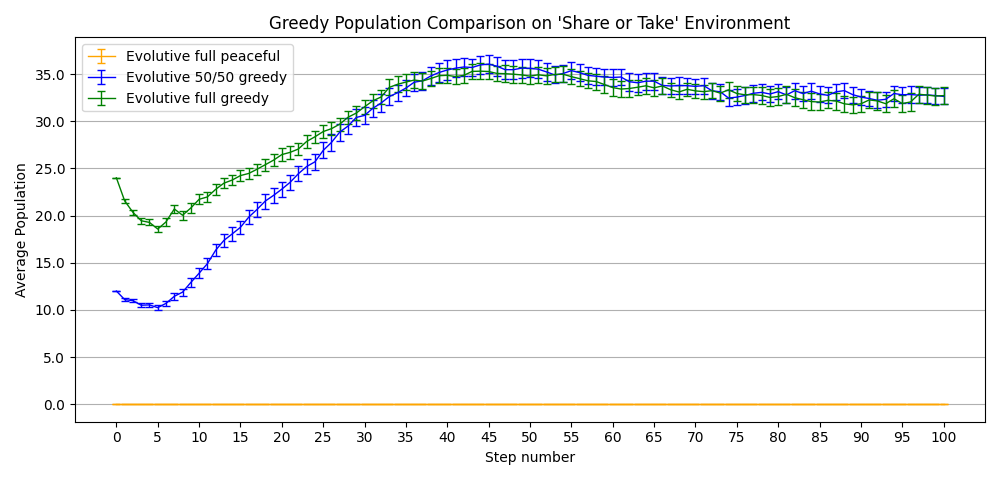 Greedy Population Comparison on 'Share or Take' Environment
Evolutive full peaceful
Evolutive 50/50 greedy
Evolutive full greedy
Average Population
35.0
30.0
25.0
20.0
15.0
10.0
5.0
0.0
0 5 10 15 20 25 30 35 40 45 50 55 60 65 70 75 80 85 90 95 100
Step number